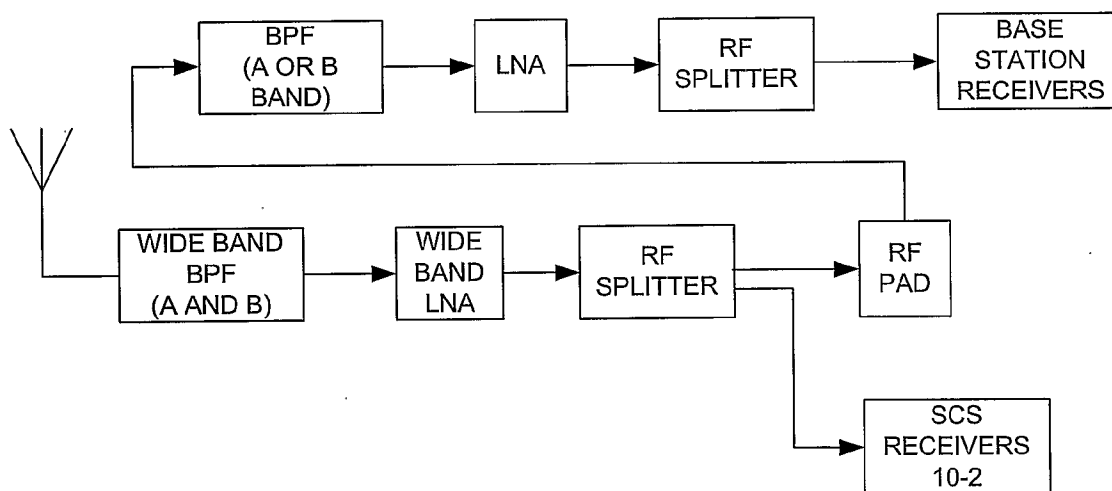 BPF
(A OR B
BAND)
LNA
RF
SPLITTER
BASE
STATION
RECEIVERS
WIDE BAND
BPF
(A AND B)
WIDE
BAND
LNA
RF
SPLITTER
RF
PAD
SCS
RECEIVERS
10-2